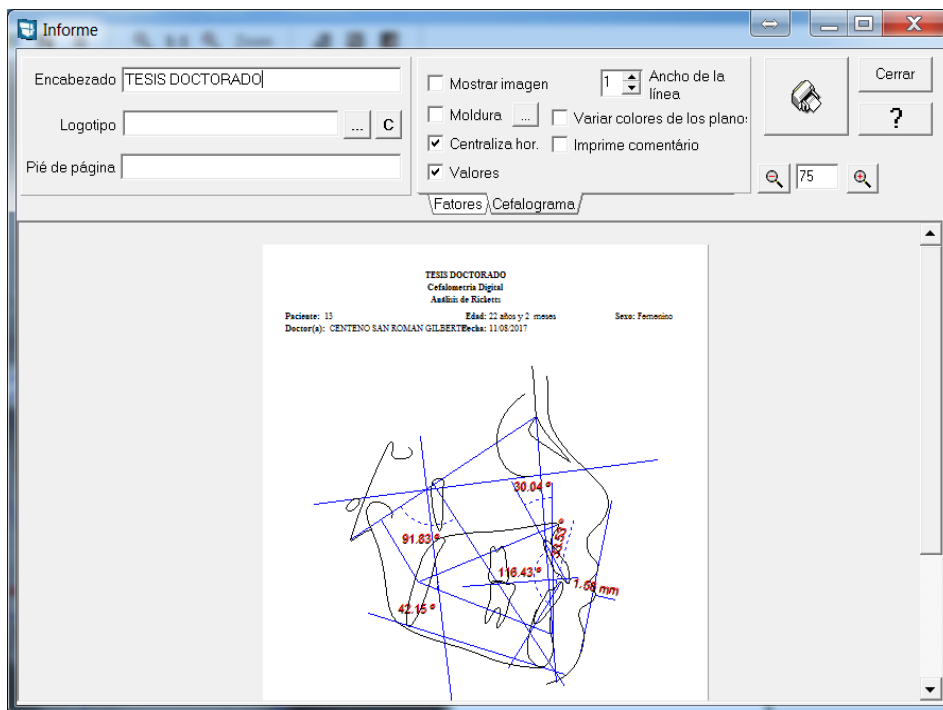 Informe
Encabezado TESIS DOCTORADO
Logotipo ... C
Pié de página
Mostrar imagen 1 Ancho de la línea
Moldura ... Variar colores de los planos
Centraliza hor. Imprime comentário
Valores
Fatores Cefalograma
Cerrar
?
75
TESIS DOCTORADO
Cefalometria Digital
Análisis de Ricketts
Paciente: 13 Edad: 22 años y 2 meses Sexo: Femenino
Doctor(a): CENTENO SAN ROMAN GILBERT Fecha: 11/08/2017
30.04 º
91.83 º
116.43 º
1.56 mm
42.15 º